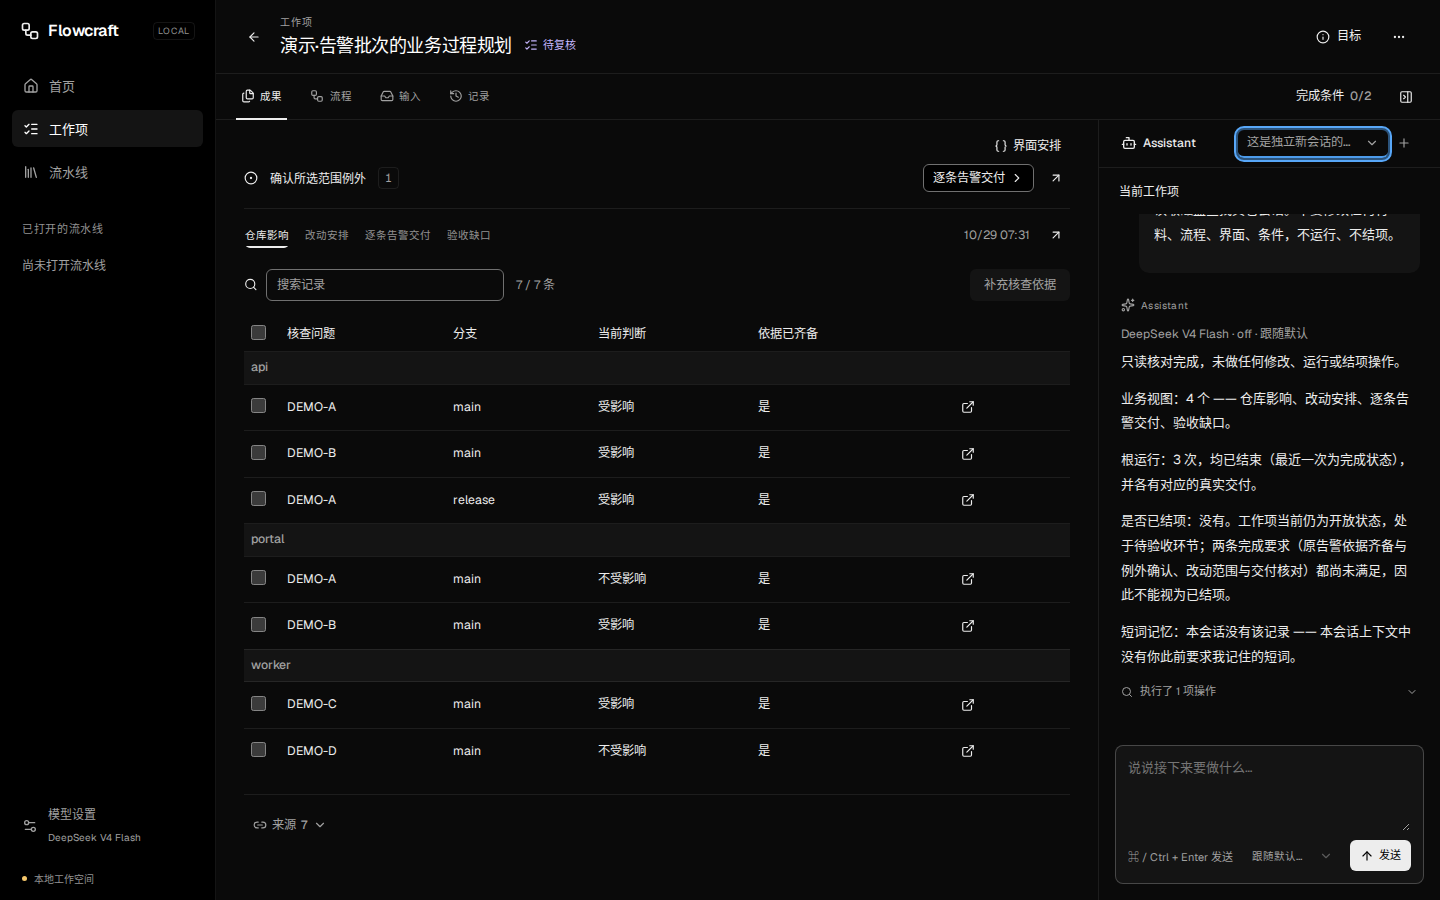 Flowcraft
LOCAL
首页
工作项
流水线
已打开的流水线
尚未打开流水线
模型设置
DeepSeek V4 Flash
本地工作空间
工作项
演示·告警批次的业务过程规划
待复核
目标
成果
流程
输入
记录
完成条件 0/2
界面安排
确认所选范围例外 1
逐条告警交付
仓库影响
改动安排
逐条告警交付
验收缺口
10/29 07:31
搜索记录
7 / 7 条
补充核查依据
核查问题 分支 当前判断 依据已齐备
api
DEMO-A main 受影响 是
DEMO-B main 受影响 是
DEMO-A release 受影响 是
portal
DEMO-A main 不受影响 是
DEMO-B main 受影响 是
worker
DEMO-C main 受影响 是
DEMO-D main 不受影响 是
来源 7
Assistant
这是独立新会话的...
当前工作项
料、流程、界面、条件，不运行、不结项。
Assistant
DeepSeek V4 Flash · off · 跟随默认
只读核对完成，未做任何修改、运行或结项操作。
业务视图：4 个 —— 仓库影响、改动安排、逐条告
警交付、验收缺口。
根运行：3 次，均已结束（最近一次为完成状态），
并各有对应的真实交付。
是否已结项：没有。工作项当前仍为开放状态，处
于待验收环节；两条完成要求（原告警依据齐备与
例外确认、改动范围与交付核对）都尚未满足，因
此不能视为已结项。
短词记忆：本会话没有该记录 —— 本会话上下文中
没有你此前要求我记住的短词。
执行了 1 项操作
说说接下来要做什么...
⌘ / Ctrl + Enter 发送
跟随默认...
发送